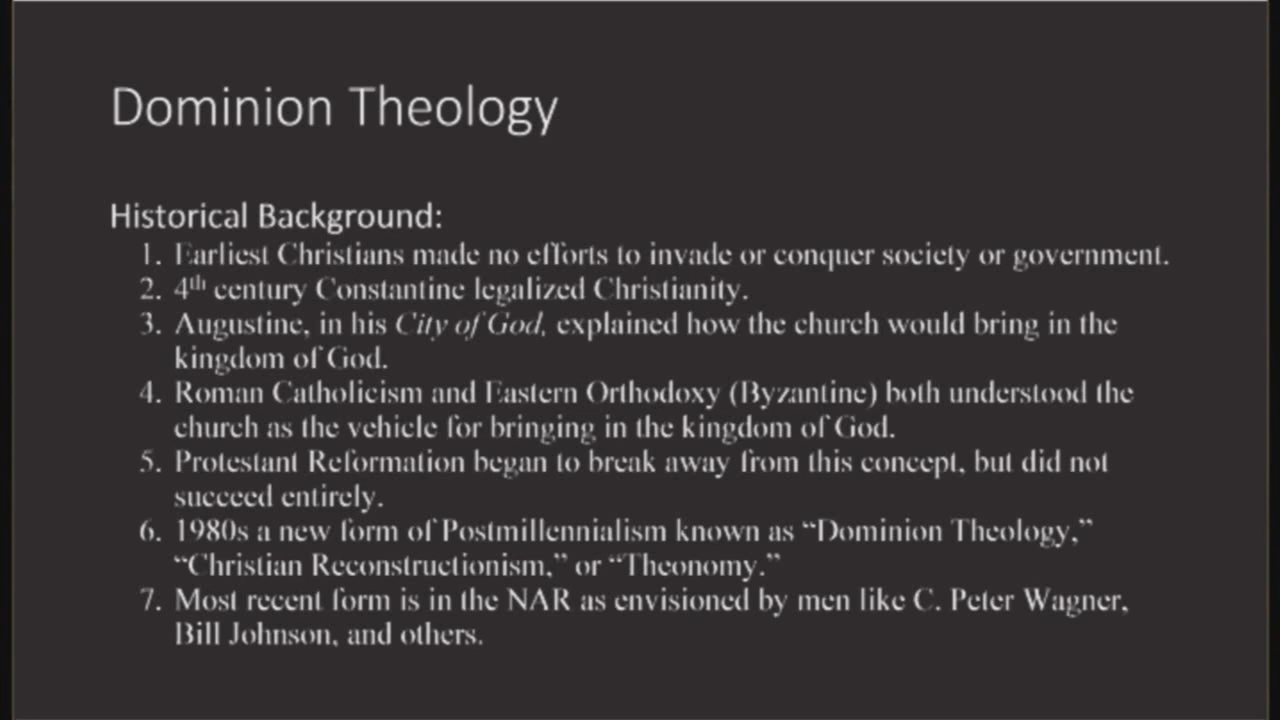 Dominion Theology
Historical Background:
1. Earliest Christians made no efforts to invade or conquer society or government.
2. 4th century Constantine legalized Christianity.
3. Augustine, in his City of God, explained how the church would bring in the
kingdom of God.
4. Roman Catholicism and Eastern Orthodoxy (Byzantine) both understood the
church as the vehicle for bringing in the kingdom of God.
5. Protestant Reformation began to break away from this concept, but did not
succeed entirely.
6. 1980s a new form of Postmillennialism known as “Dominion Theology,”
“Christian Reconstructionism,” or “Theonomy.”
7. Most recent form is in the NAR as envisioned by men like C. Peter Wagner,
Bill Johnson, and others.